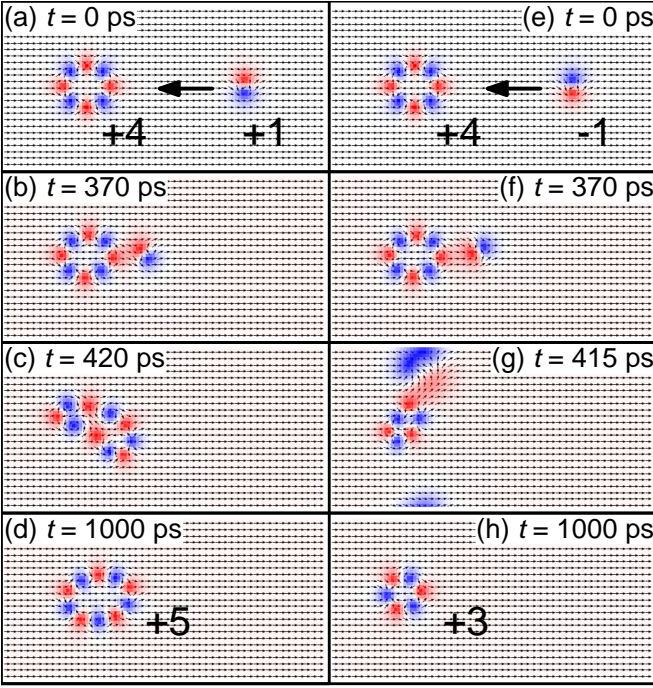 (a) t = 0 ps
+4
+1
(b) t = 370 ps
(c) t = 420 ps
(d) t = 1000 ps
+5
(e) t = 0 ps
+4
-1
(f) t = 370 ps
(g) t = 415 ps
(h) t = 1000 ps
+3